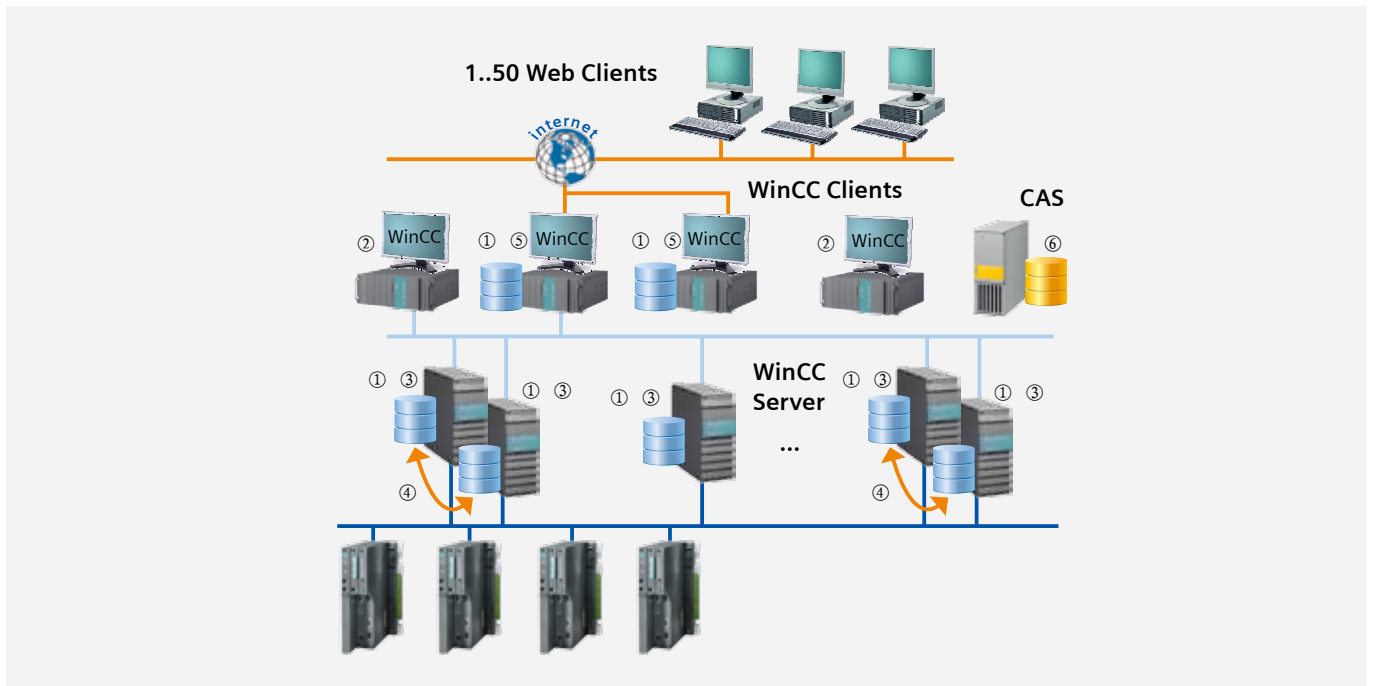 1..50 Web Clients
internet
WinCC Clients
CAS
② WinCC
① ⑤ WinCC
① ⑤ WinCC
② WinCC
⑥
① ③
① ③
① ③
WinCC
Server
...
① ③
① ③
④
④